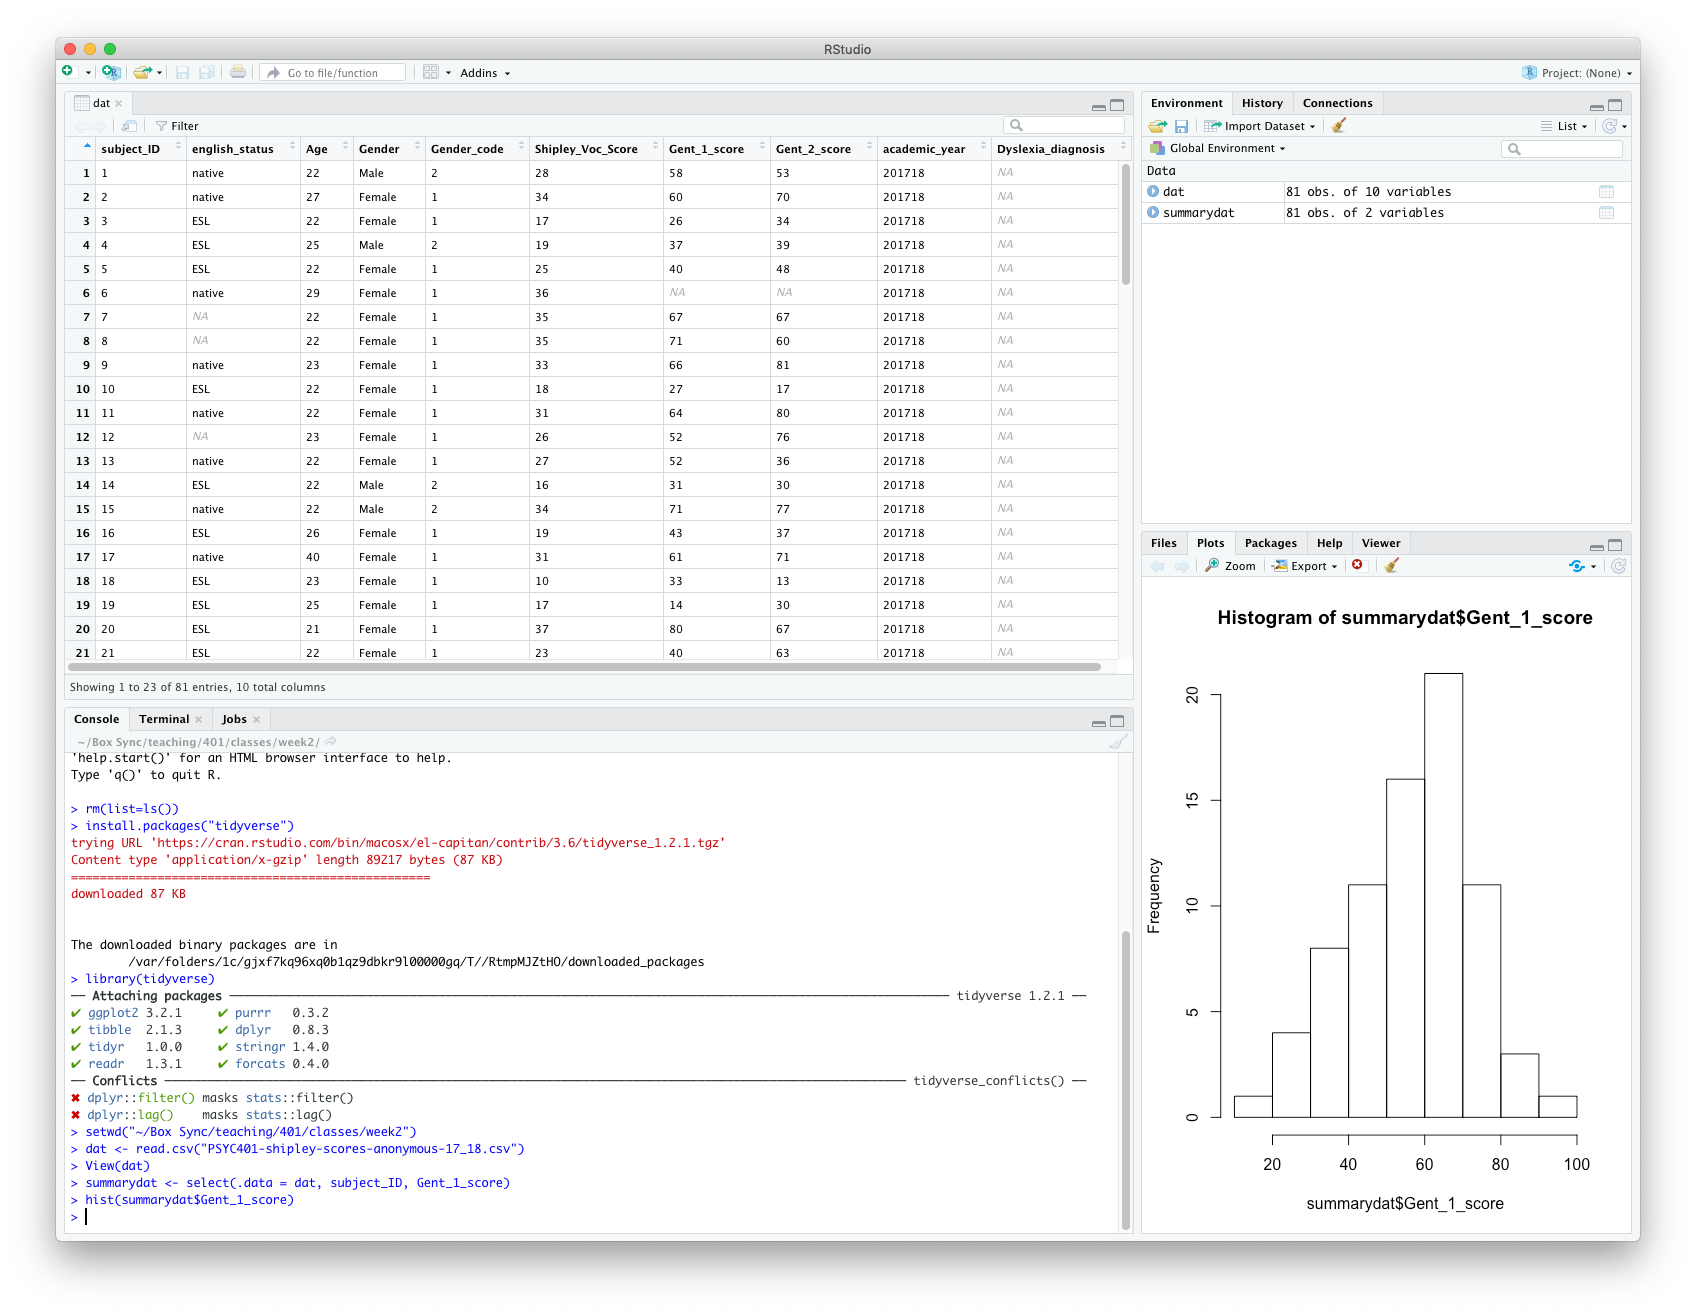 RStudio
Go to file/function Addins Project: (None)
dat
Filter
subject_ID english_status Age Gender Gender_code Shipley_Voc_Score Gent_1_score Gent_2_score academic_year Dyslexia_diagnosis
1 1 native 22 Male 2 28 58 53 201718 NA
2 2 native 27 Female 1 34 60 70 201718 NA
3 3 ESL 22 Female 1 17 26 34 201718 NA
4 4 ESL 25 Male 2 19 37 39 201718 NA
5 5 ESL 22 Female 1 25 40 48 201718 NA
6 6 native 29 Female 1 36 NA NA 201718 NA
7 7 NA 22 Female 1 35 67 67 201718 NA
8 8 NA 22 Female 1 35 71 60 201718 NA
9 9 native 23 Female 1 33 66 81 201718 NA
10 10 ESL 22 Female 1 18 27 17 201718 NA
11 11 native 22 Female 1 31 64 80 201718 NA
12 12 NA 23 Female 1 26 52 76 201718 NA
13 13 native 22 Female 1 27 52 36 201718 NA
14 14 ESL 22 Male 2 16 31 30 201718 NA
15 15 native 22 Male 2 34 71 77 201718 NA
16 16 ESL 26 Female 1 19 43 37 201718 NA
17 17 native 40 Female 1 31 61 71 201718 NA
18 18 ESL 23 Female 1 10 33 13 201718 NA
19 19 ESL 25 Female 1 17 14 30 201718 NA
20 20 ESL 21 Female 1 37 80 67 201718 NA
21 21 ESL 22 Female 1 23 40 63 201718 NA
Showing 1 to 23 of 81 entries, 10 total columns
Console Terminal Jobs
~/Box Sync/teaching/401/classes/week2/
'help.start()' for an HTML browser interface to help.
Type 'q()' to quit R.
> rm(list=ls())
> install.packages("tidyverse")
trying URL 'https://cran.rstudio.com/bin/macosx/el-capitan/contrib/3.6/tidyverse_1.2.1.tgz'
Content type 'application/x-gzip' length 89217 bytes (87 KB)
==================================================
downloaded 87 KB
The downloaded binary packages are in
/var/folders/1c/gjxf7kq96xq0b1qz9dbkr9l00000gq/T//RtmpMJZtHO/downloaded_packages
> library(tidyverse)
── Attaching packages ── tidyverse 1.2.1 ──
✔ ggplot2 3.2.1 ✔ purrr 0.3.2
✔ tibble 2.1.3 ✔ dplyr 0.8.3
✔ tidyr 1.0.0 ✔ stringr 1.4.0
✔ readr 1.3.1 ✔ forcats 0.4.0
── Conflicts ── tidyverse_conflicts() ──
✖ dplyr::filter() masks stats::filter()
✖ dplyr::lag() masks stats::lag()
> setwd("~/Box Sync/teaching/401/classes/week2")
> dat <- read.csv("PSYC401-shipley-scores-anonymous-17_18.csv")
> View(dat)
> summarydat <- select(.data = dat, subject_ID, Gent_1_score)
> hist(summarydat$Gent_1_score)
>
Environment History Connections
Import Dataset List
Global Environment
Data
dat 81 obs. of 10 variables
summarydat 81 obs. of 2 variables
Files Plots Packages Help Viewer
Zoom Export
Histogram of summarydat$Gent_1_score
Frequency
20
15
10
5
0
20 40 60 80 100
summarydat$Gent_1_score